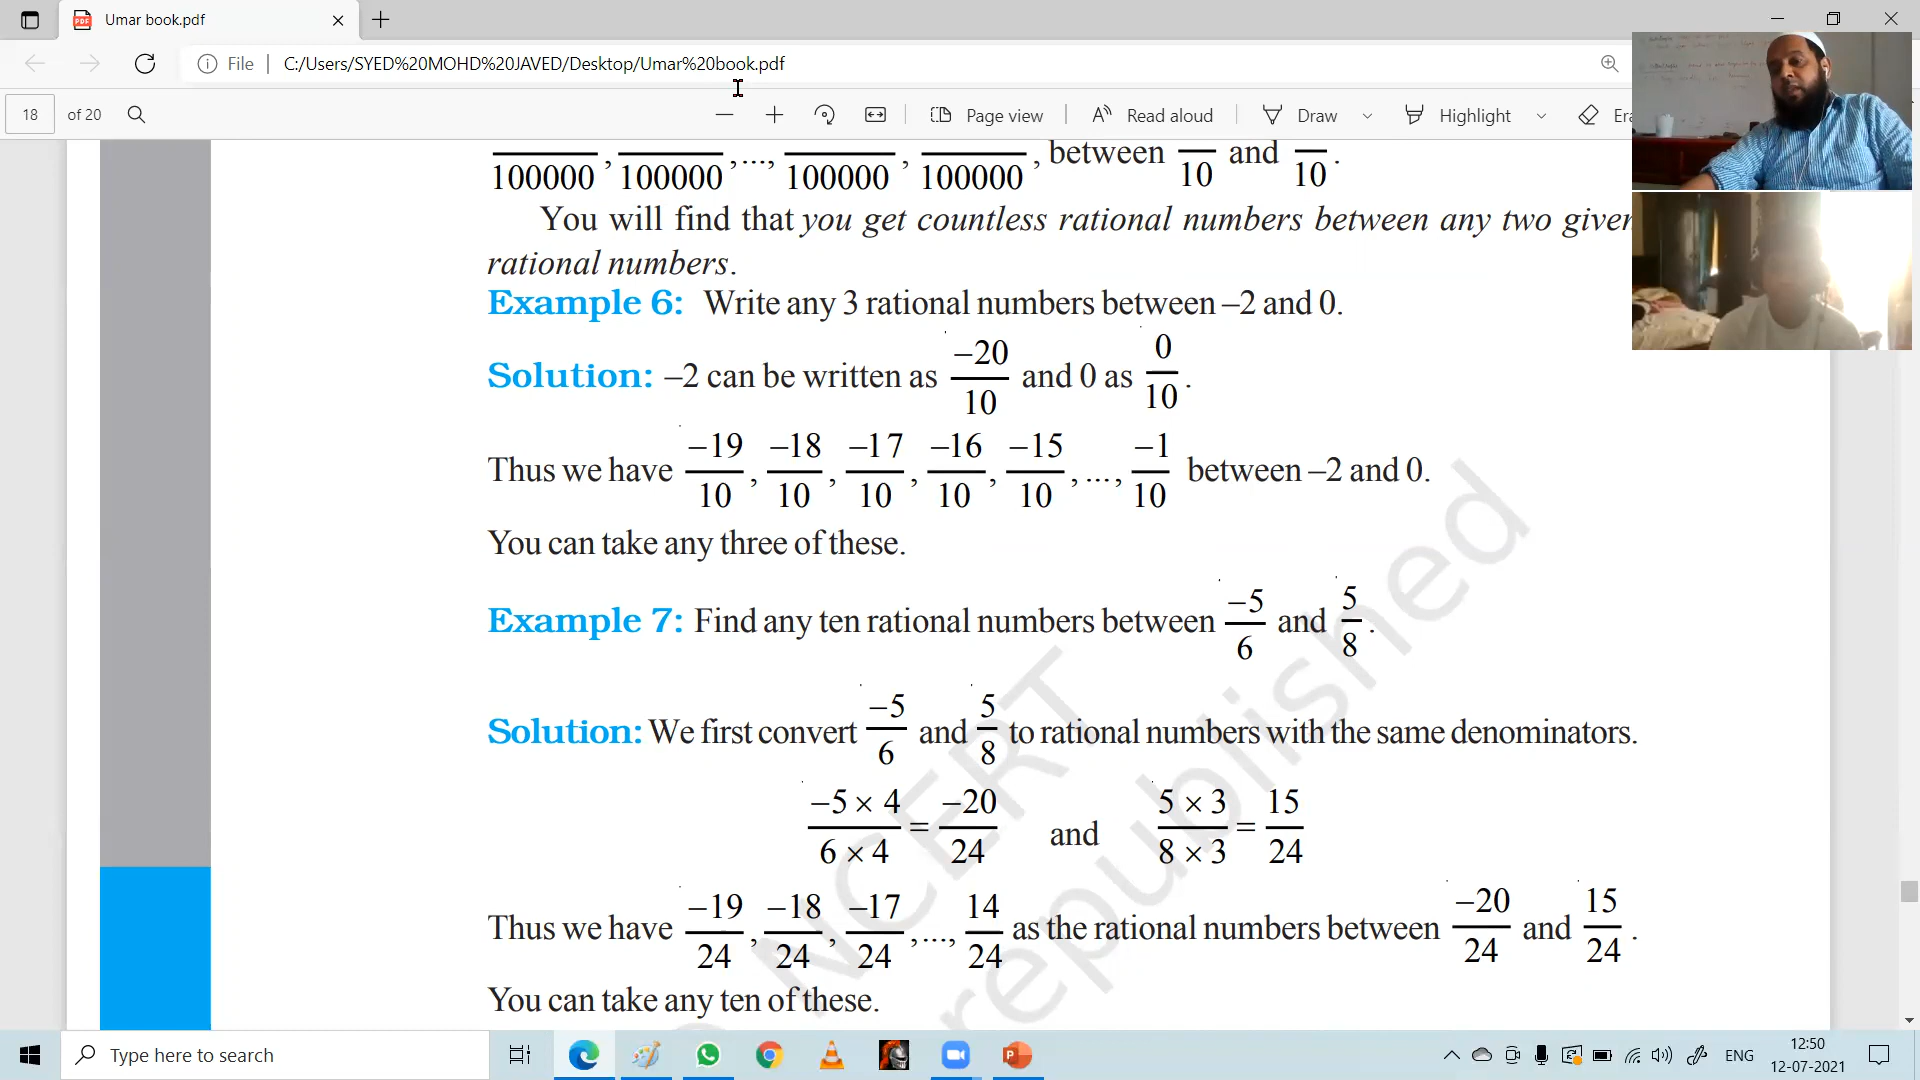 Umar book.pdf
File | C:/Users/SYED%20MOHD%20JAVED/Desktop/Umar%20book.pdf
18 of 20 Page view Read aloud Draw Highlight Era
100000 , 100000 , ..., 100000 , 100000 , between 10 and 10 .
You will find that you get countless rational numbers between any two given
rational numbers.
Example 6: Write any 3 rational numbers between –2 and 0.
Solution: –2 can be written as –20/10 and 0 as 0/10 .
Thus we have –19/10 , –18/10 , –17/10 , –16/10 , –15/10 , ..., –1/10 between –2 and 0.
You can take any three of these.
Example 7: Find any ten rational numbers between –5/6 and 5/8 .
Solution: We first convert –5/6 and 5/8 to rational numbers with the same denominators.
–5 × 4/6 × 4 = –20/24 and 5 × 3/8 × 3 = 15/24
Thus we have –19/24 , –18/24 , –17/24 , ..., 14/24 as the rational numbers between –20/24 and 15/24 .
You can take any ten of these.
NCERT
republished
republished
Type here to search
ENG
12:50
12-07-2021